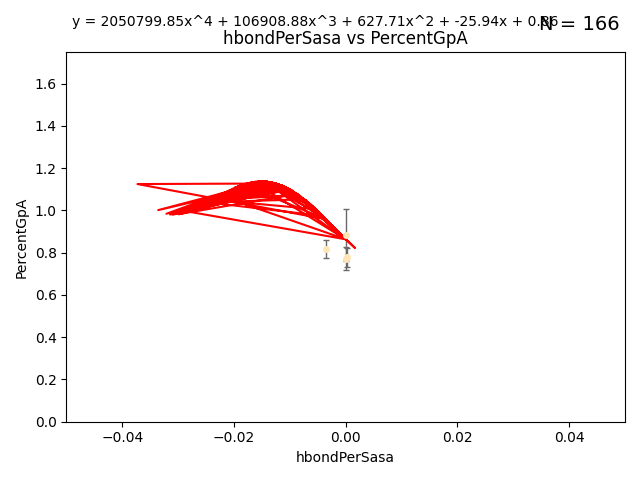 y = 2050799.85x^4 + 106908.88x^3 + 627.71x^2 + -25.94x + 0.86
N = 166
hbondPerSasa vs PercentGpA
1.6
1.4
1.2
1.0
0.8
0.6
0.4
0.2
0.0
PercentGpA
−0.04
−0.02
0.00
0.02
0.04
hbondPerSasa